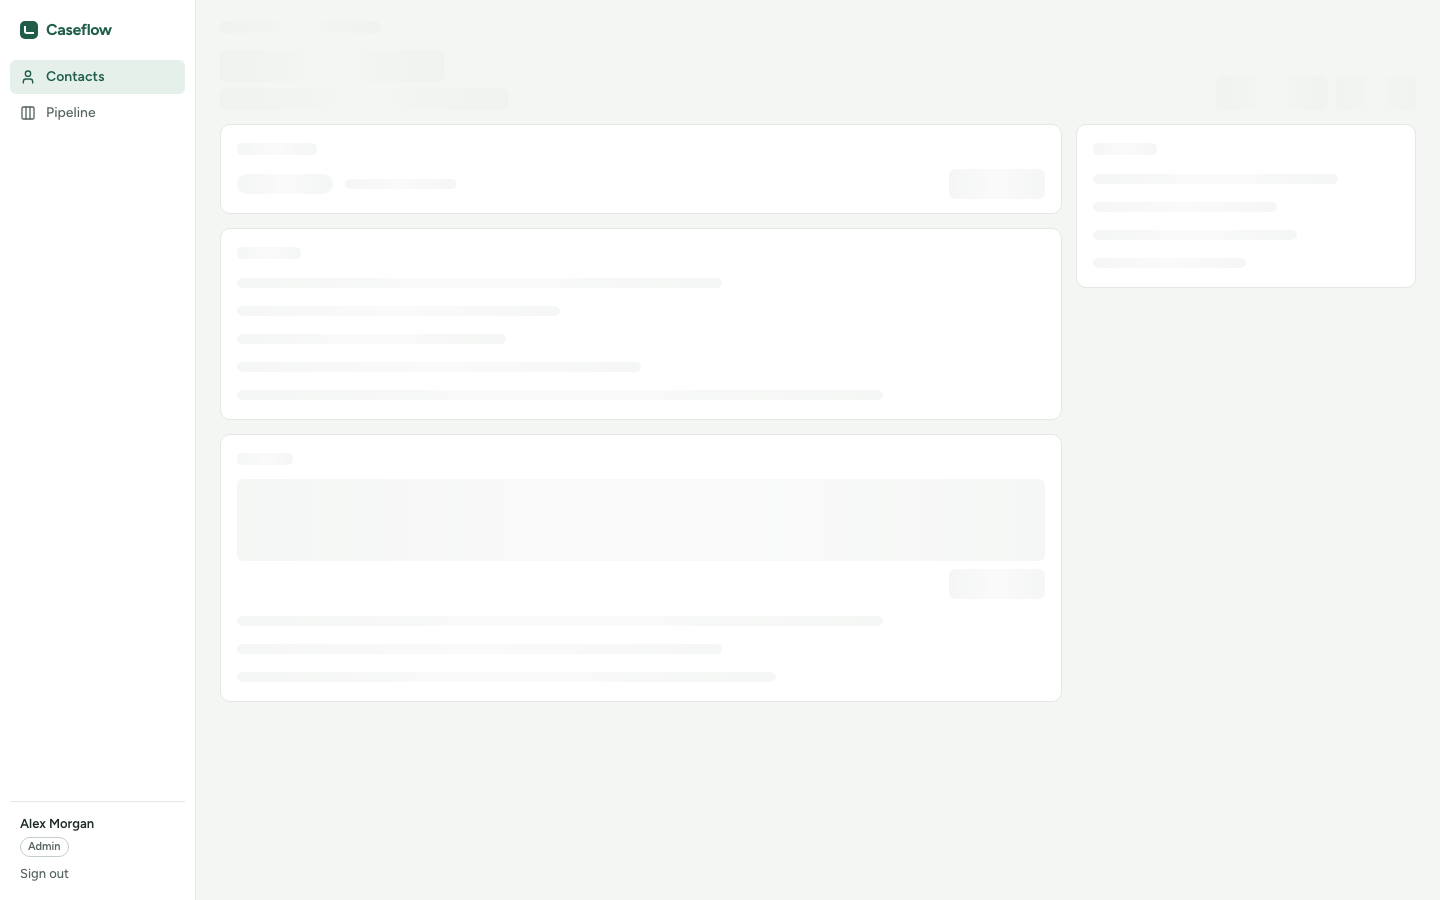 Caseflow
Contacts
Pipeline
Alex Morgan
Admin
Sign out